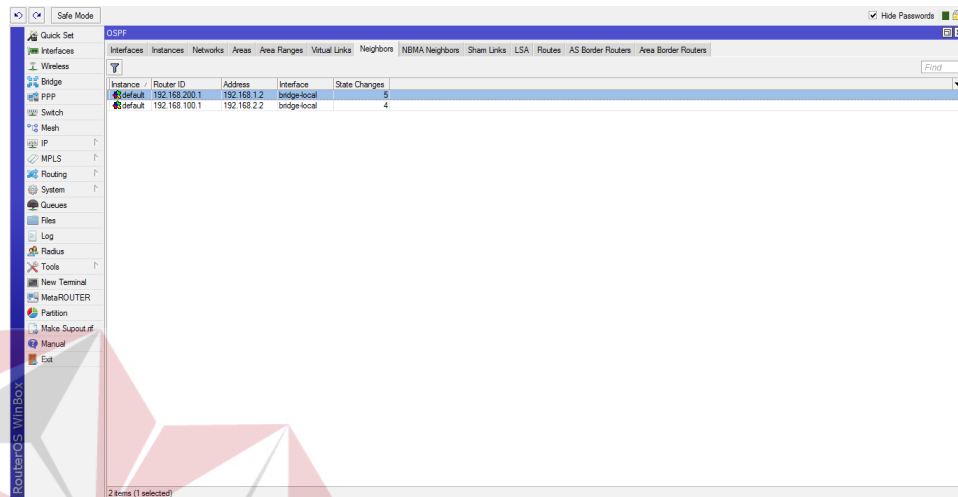 Safe Mode
Hide Passwords
Quick Set
Interfaces
Wireless
Bridge
PPP
Switch
Mesh
IP
MPLS
Routing
System
Queues
Files
Log
Radius
Tools
New Terminal
MetaROUTER
Partition
Make Supout.rif
Manual
Exit
RouterOS WinBox
OSPF
Interfaces Instances Networks Areas Area Ranges Virtual Links Neighbors NBMA Neighbors Sham Links LSA Routes AS Border Routers Area Border Routers
Find
Instance Router ID Address Interface State Changes
default 192.168.200.1 192.168.1.2 bridge-local 5
default 192.168.100.1 192.168.2.2 bridge-local 4
2 items (1 selected)